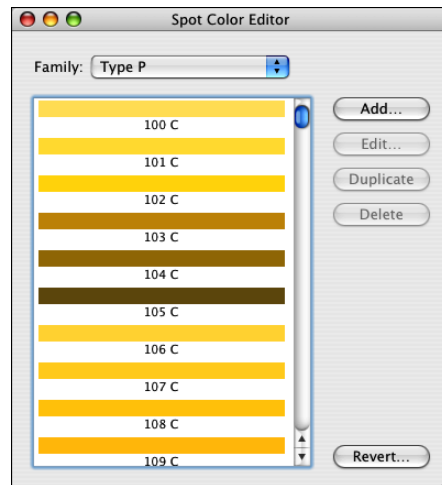 Spot Color Editor
Family: Type P
100 C
101 C
102 C
103 C
104 C
105 C
106 C
107 C
108 C
109 C
Add...
Edit...
Duplicate
Delete
Revert...